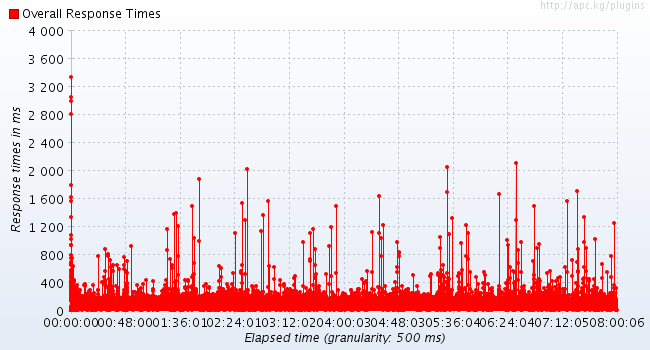 http://apc.kg/plugins
Overall Response Times
4 000
3 600
3 200
2 800
2 400
2 000
1 600
1 200
800
400
0
Response times in ms
00:00:00 00:48:00 01:36:01 02:24:01 03:12:02 04:00:03 04:48:03 05:36:04 06:24:04 07:12:05 08:00:06
Elapsed time (granularity: 500 ms)